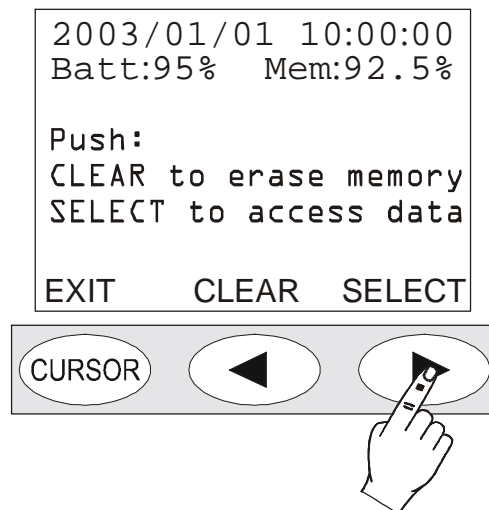 2003/01/01 10:00:00
Batt:95% Mem:92.5%
Push:
CLEAR to erase memory
SELECT to access data
EXIT CLEAR SELECT
CURSOR